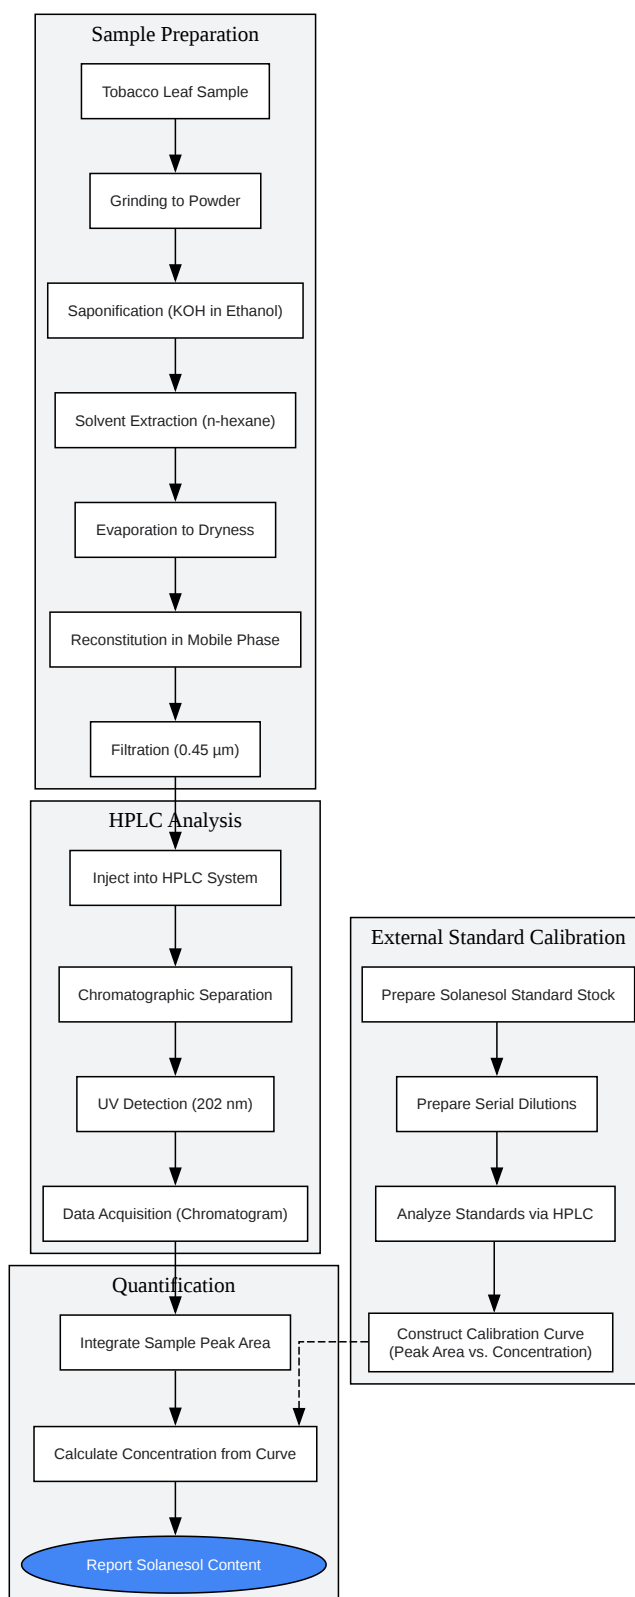 Sample Preparation
Tobacco Leaf Sample
Grinding to Powder
Saponification (KOH in Ethanol)
Solvent Extraction (n-hexane)
Evaporation to Dryness
Reconstitution in Mobile Phase
Filtration (0.45 µm)
HPLC Analysis
Inject into HPLC System
Chromatographic Separation
UV Detection (202 nm)
Data Acquisition (Chromatogram)
External Standard Calibration
Prepare Solanesol Standard Stock
Prepare Serial Dilutions
Analyze Standards via HPLC
Construct Calibration Curve
(Peak Area vs. Concentration)
Quantification
Integrate Sample Peak Area
Calculate Concentration from Curve
Report Solanesol Content